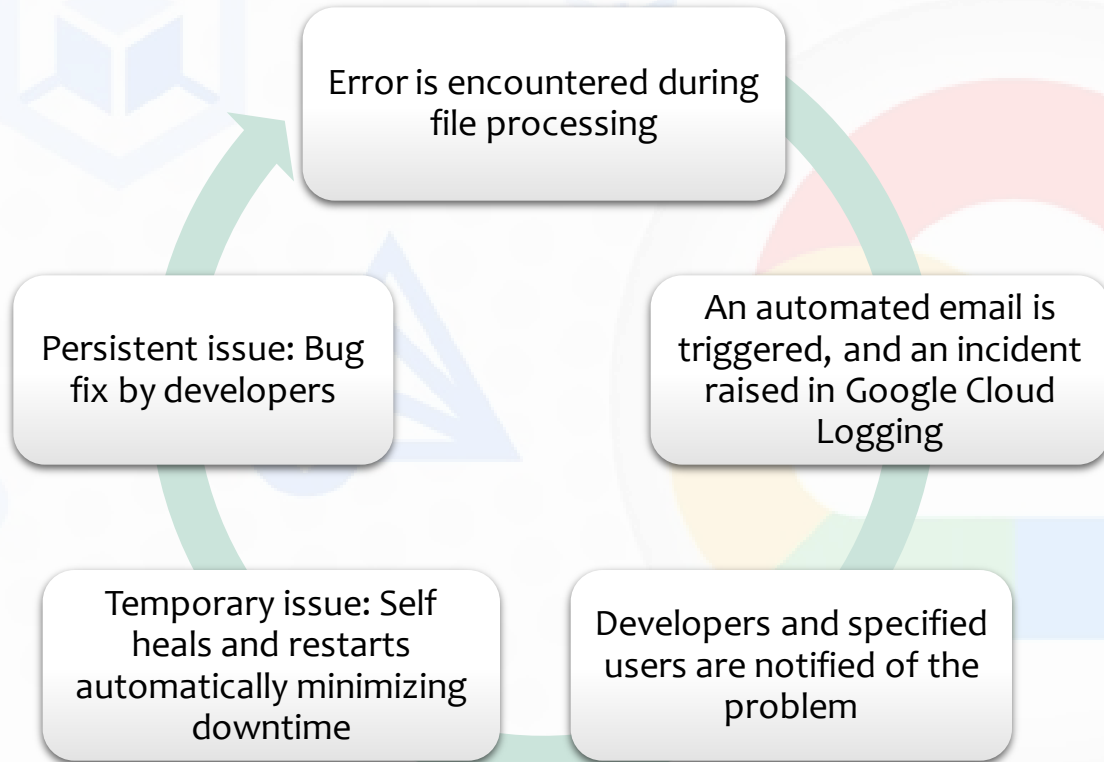 Error is encountered during
file processing
An automated email is
triggered, and an incident
raised in Google Cloud
Logging
Developers and specified
users are notified of the
problem
Temporary issue: Self
heals and restarts
automatically minimizing
downtime
Persistent issue: Bug
fix by developers